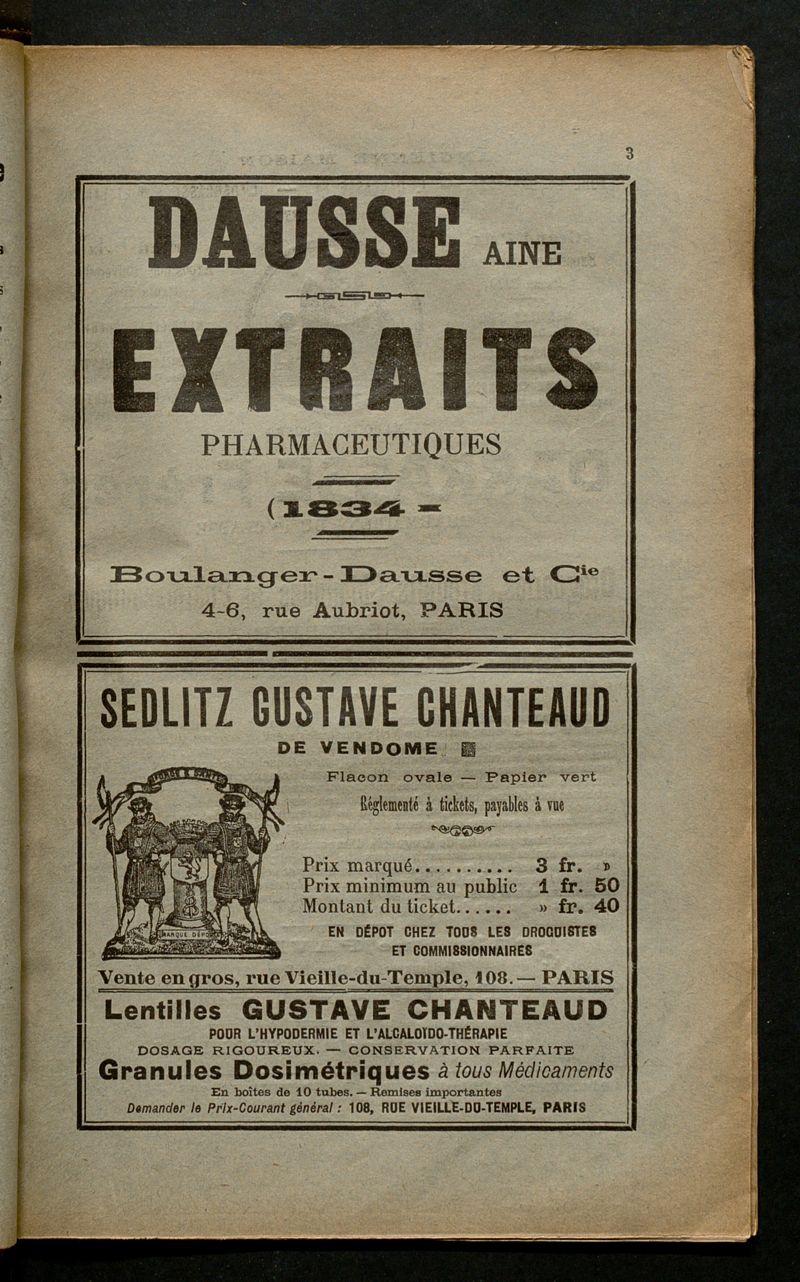 3
DAUSSE AINE
EXTRAITS
PHARMACEUTIQUES
(1834 -
Boulanger-Dausse et Cie
4-6, rue Aubriot, PARIS
SEDLITZ GUSTAVE CHANTEAUD
DE VENDOME
Flacon ovale — Papier vert
Réglementé à tickets, payables à vue
Prix marqué........... 3 fr. »
Prix minimum au public 1 fr. 50
Montant du ticket...... » fr. 40
MARQUE DÉPOSÉE
EN DÉPOT CHEZ TOUS LES DROGUISTES
ET COMMISSIONNAIRES
Vente en gros, rue Vieille-du-Temple, 108. — PARIS
Lentilles GUSTAVE CHANTEAUD
POUR L'HYPODERMIE ET L'ALCALOÏDO-THÉRAPIE
DOSAGE RIGOUREUX. — CONSERVATION PARFAITE
Granules Dosimétriques à tous Médicaments
En boîtes de 10 tubes. — Remises importantes
Demander le Prix-Courant général : 108, RUE VIEILLE-DU-TEMPLE, PARIS